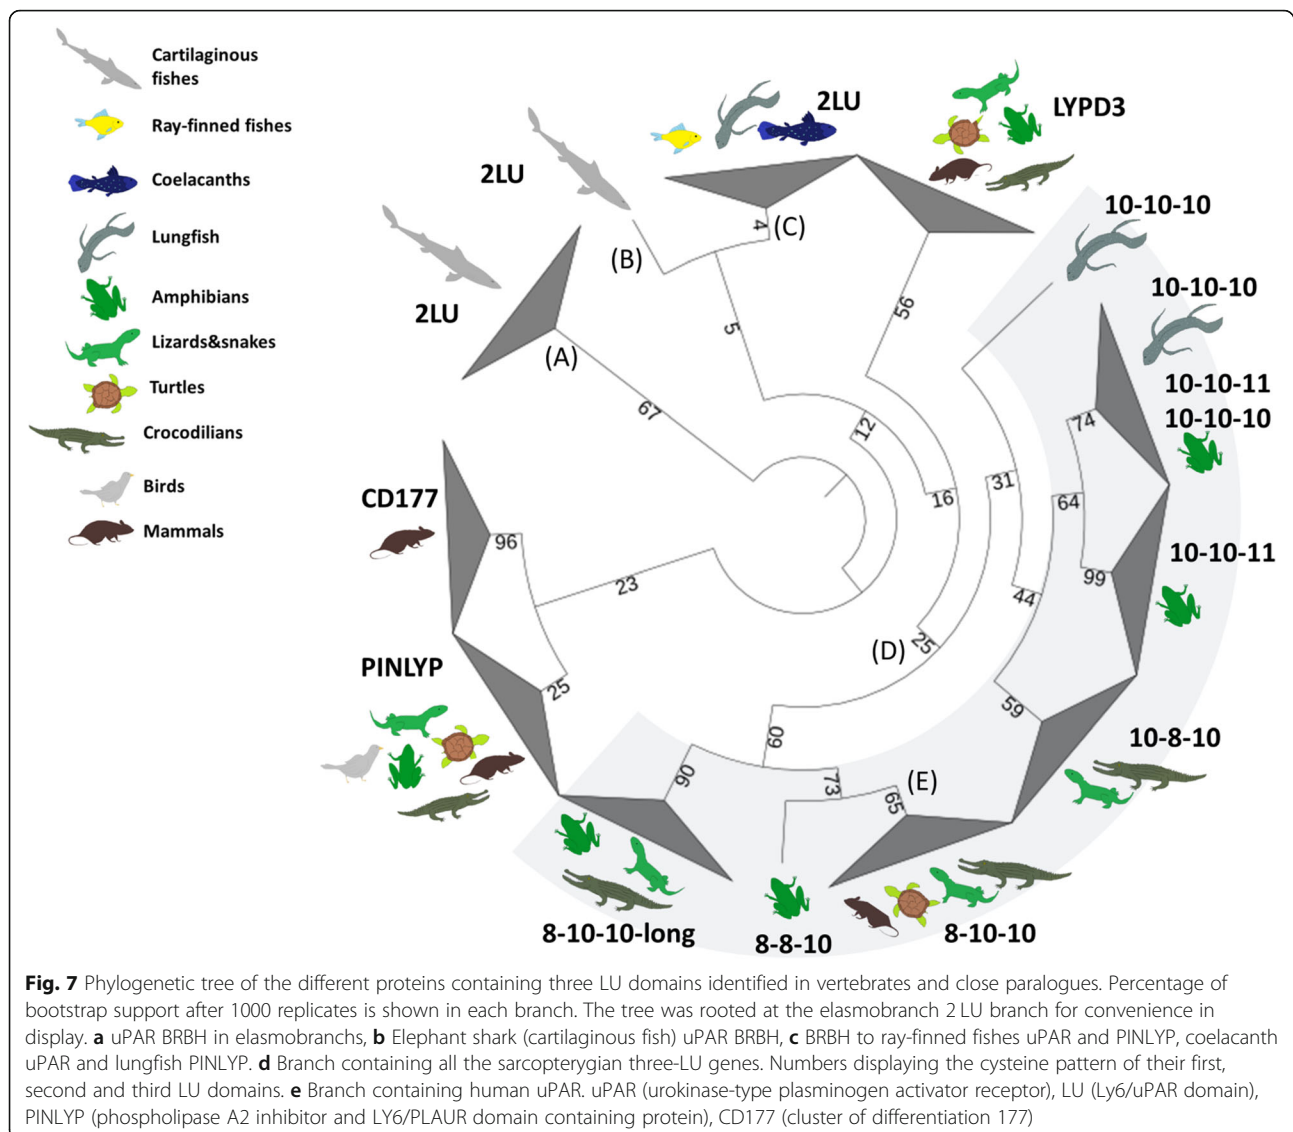 Cartilaginous
fishes
Ray-finned fishes
Coelacanths
Lungfish
Amphibians
Lizards&snakes
Turtles
Crocodilians
Birds
Mammals
2LU
2LU
2LU
LYPD3
10-10-10
10-10-10
10-10-11
10-10-10
10-10-11
10-8-10
8-10-10
8-8-10
8-10-10-long
PINLYP
CD177
(A)
(B)
(C)
(D)
(E)
67
5
4
56
12
16
31
74
64
99
44
59
25
60
73
65
90
23
96
25
Fig. 7 Phylogenetic tree of the different proteins containing three LU domains identified in vertebrates and close paralogues. Percentage of
bootstrap support after 1000 replicates is shown in each branch. The tree was rooted at the elasmobranch 2 LU branch for convenience in
display. a uPAR BRBH in elasmobranchs, b Elephant shark (cartilaginous fish) uPAR BRBH, c BRBH to ray-finned fishes uPAR and PINLYP, coelacanth
uPAR and lungfish PINLYP. d Branch containing all the sarcopterygian three-LU genes. Numbers displaying the cysteine pattern of their first,
second and third LU domains. e Branch containing human uPAR. uPAR (urokinase-type plasminogen activator receptor), LU (Ly6/uPAR domain),
PINLYP (phospholipase A2 inhibitor and LY6/PLAUR domain containing protein), CD177 (cluster of differentiation 177)